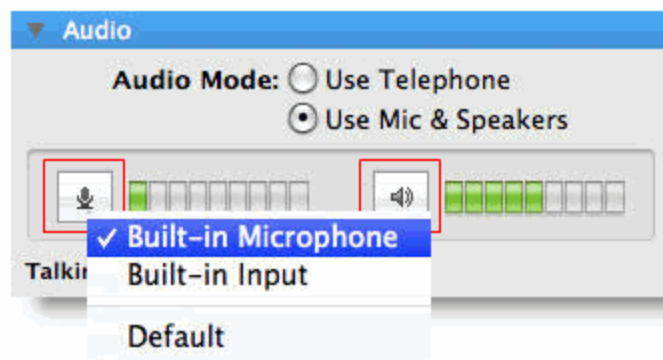 Audio
Audio Mode: Use Telephone
Use Mic & Speakers
✓ Built-in Microphone
Built-in Input
Default